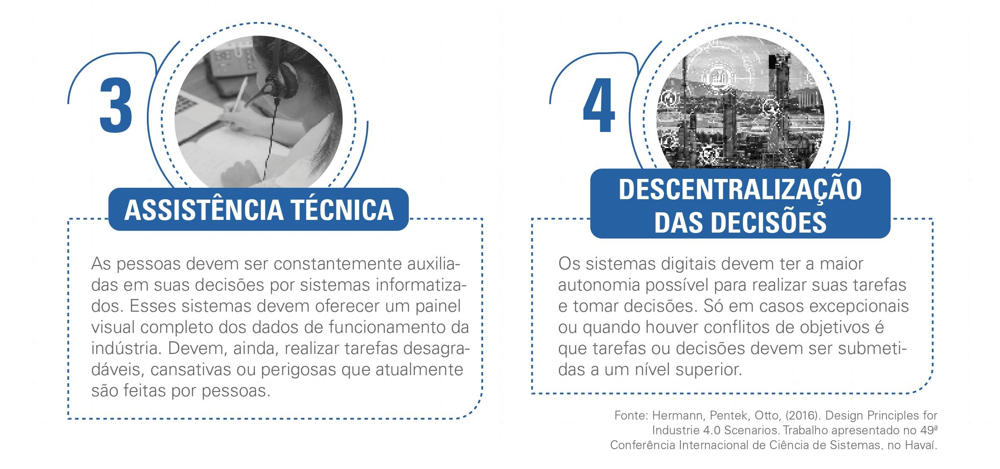 3
ASSISTÊNCIA TÉCNICA
As pessoas devem ser constantemente auxilia-
das em suas decisões por sistemas informatiza-
dos. Esses sistemas devem oferecer um painel
visual completo dos dados de funcionamento da
indústria. Devem, ainda, realizar tarefas desagra-
dáveis, cansativas ou perigosas que atualmente
são feitas por pessoas.
4
DESCENTRALIZAÇÃO
DAS DECISÕES
Os sistemas digitais devem ter a maior
autonomia possível para realizar suas tarefas
e tomar decisões. Só em casos excepcionais
ou quando houver conflitos de objetivos é
que tarefas ou decisões devem ser submeti-
das a um nível superior.
Fonte: Hermann, Pentek, Otto, (2016). Design Principles for
Industrie 4.0 Scenarios. Trabalho apresentado no 49ª
Conferência Internacional de Ciência de Sistemas, no Havaí.